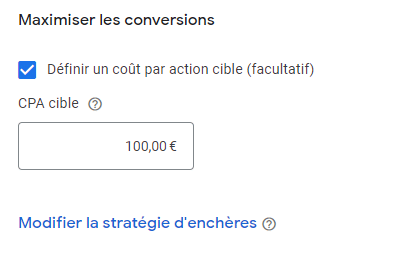 Maximiser les conversions
Définir un coût par action cible (facultatif)
CPA cible ?
100,00 €
Modifier la stratégie d'enchères ?